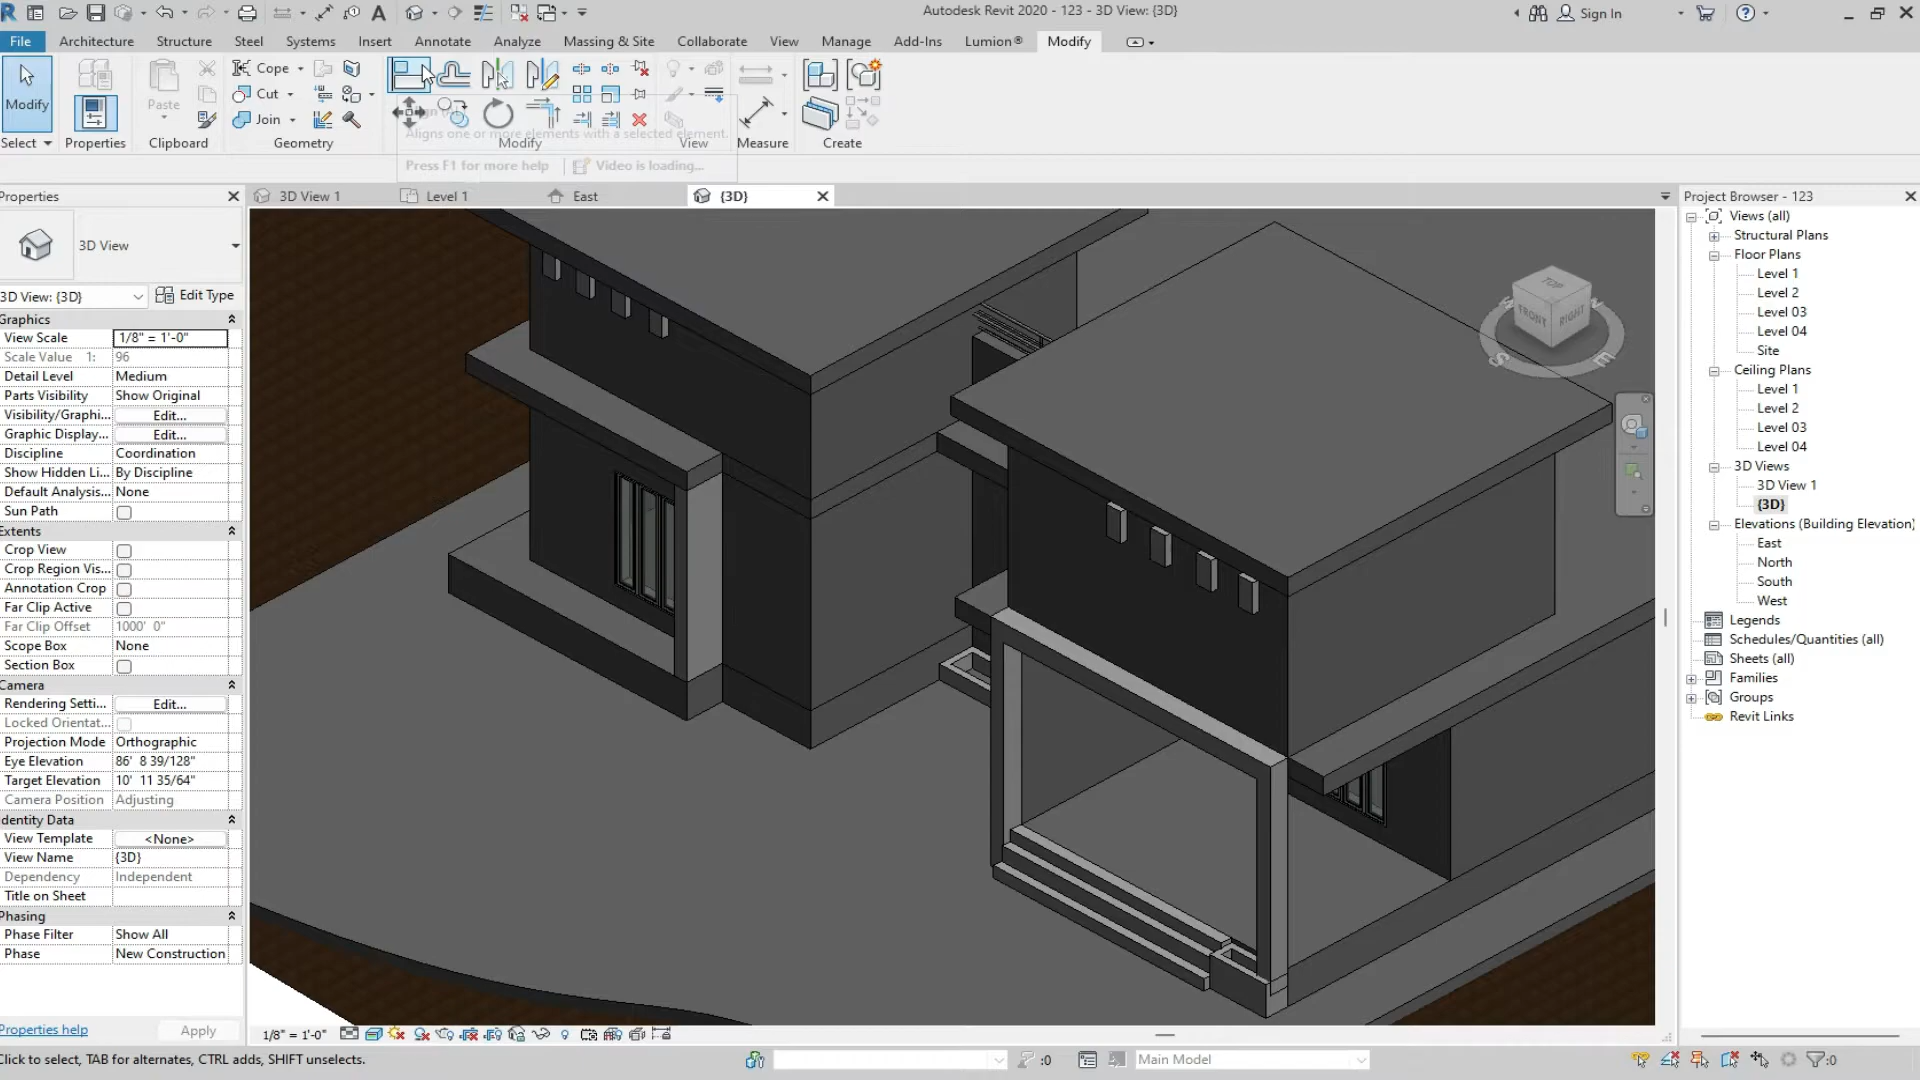 Autodesk Revit 2020 - 123 - 3D View: {3D}
Sign In
File Architecture Structure Steel Systems Insert Annotate Analyze Massing & Site Collaborate View Manage Add-Ins Lumion® Modify
Modify
Paste
Cope
Cut
Join
Aligns one or more elements with a selected element.
Select Properties Clipboard Geometry Modify View Measure Create
Press F1 for more help Video is loading...
Properties
3D View 1
Level 1
East
{3D}
Project Browser - 123
3D View
3D View: {3D}
Edit Type
Graphics
View Scale 1/8" = 1'-0"
Scale Value 1: 96
Detail Level Medium
Parts Visibility Show Original
Visibility/Graphi... Edit...
Graphic Display... Edit...
Discipline Coordination
Show Hidden Li... By Discipline
Default Analysis... None
Sun Path
Extents
Crop View
Crop Region Vis...
Annotation Crop
Far Clip Active
Far Clip Offset 1000' 0"
Scope Box None
Section Box
Camera
Rendering Setti... Edit...
Locked Orientat...
Projection Mode Orthographic
Eye Elevation 86' 8 39/128"
Target Elevation 10' 11 35/64"
Camera Position Adjusting
dentity Data
View Template <None>
View Name {3D}
Dependency Independent
Title on Sheet
Phasing
Phase Filter Show All
Phase New Construction
Properties help
Apply
TOP
FRONT
RIGHT
S
E
Views (all)
Structural Plans
Floor Plans
Level 1
Level 2
Level 03
Level 04
Site
Ceiling Plans
Level 1
Level 2
Level 03
Level 04
3D Views
3D View 1
{3D}
Elevations (Building Elevation)
East
North
South
West
Legends
Schedules/Quantities (all)
Sheets (all)
Families
Groups
Revit Links
1/8" = 1'-0"
Click to select, TAB for alternates, CTRL adds, SHIFT unselects.
:0
Main Model
:0